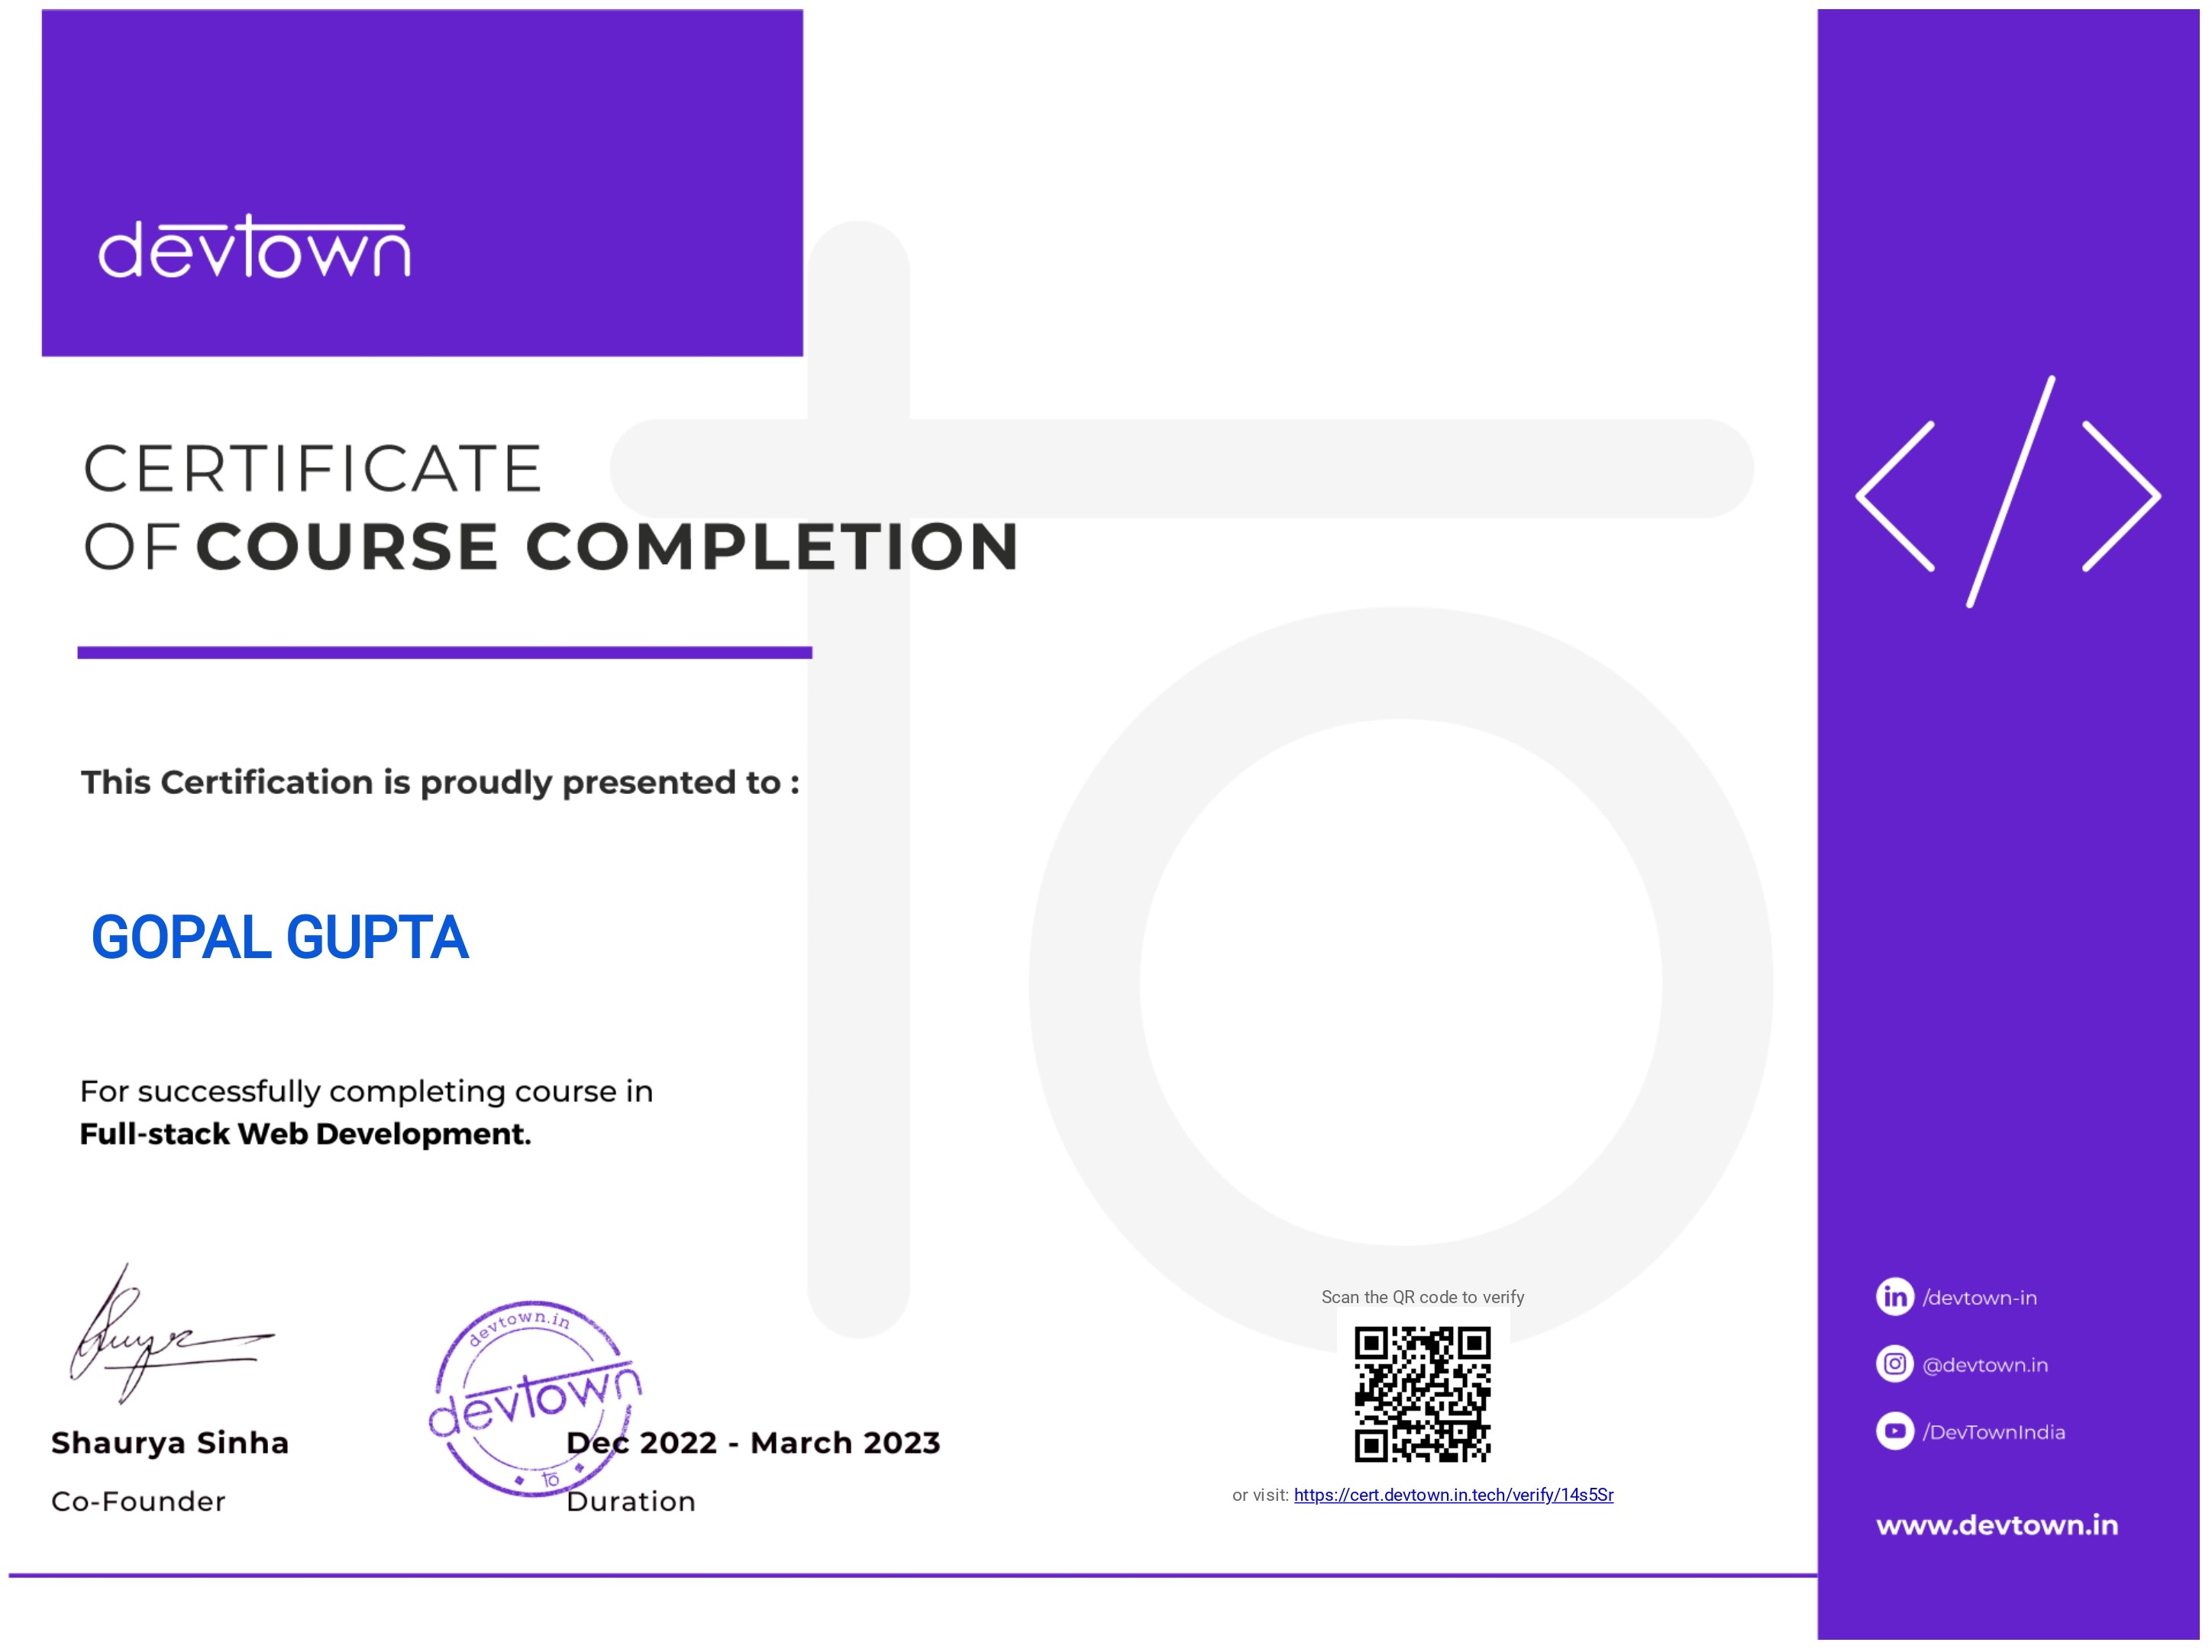 devtown
CERTIFICATE
OF COURSE COMPLETION
This Certification is proudly presented to :
GOPAL GUPTA
For successfully completing course in
Full-stack Web Development.
devtown.in
devtown
to
Shaurya Sinha
Co-Founder
Dec 2022 - March 2023
Duration
Scan the QR code to verify
or visit: https://cert.devtown.in.tech/verify/14s5Sr
</>
in /devtown-in
@devtown.in
/DevTownIndia
www.devtown.in